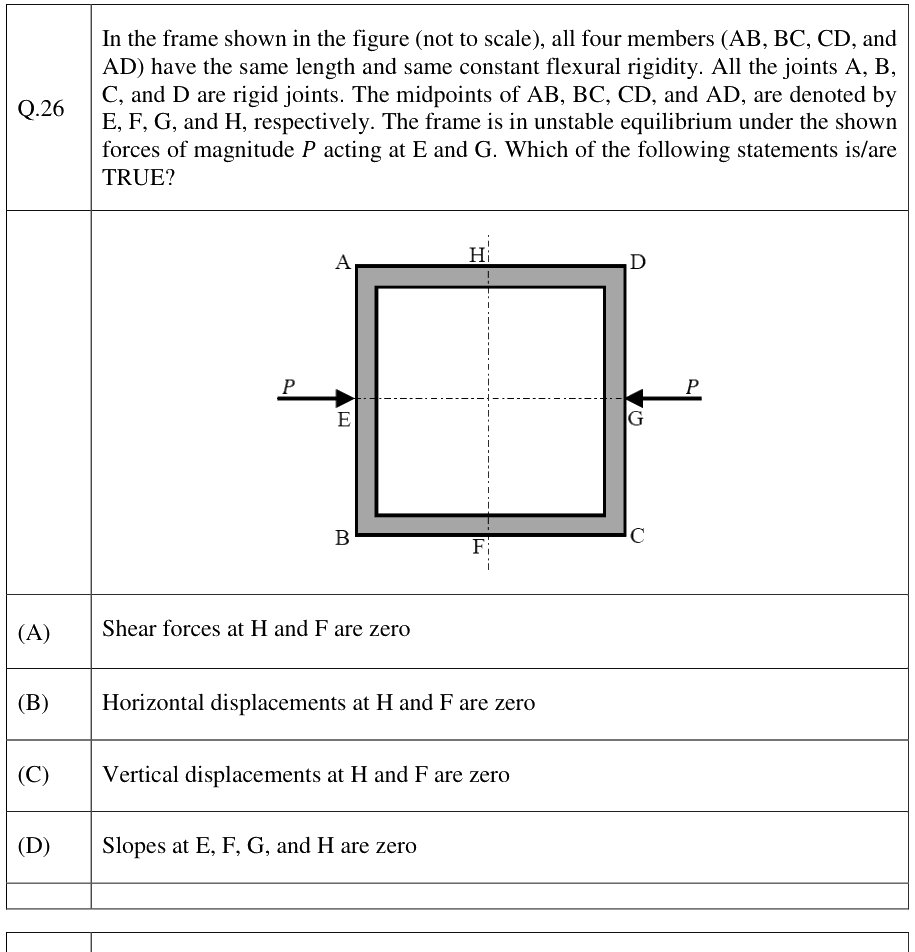 In the frame shown in the figure (not to scale), all four members (AB, BC, CD, and
AD) have the same length and same constant flexural rigidity. All the joints A, B,
Q.26
C, and D are rigid joints. The midpoints of AB, BC, CD, and AD, are denoted by
E, F, G, and H, respectively. The frame is in unstable equilibrium under the shown
forces of magnitude P acting at E and G. Which of the following statements is/are
TRUE?
A H D
P P
E G
B F C
(A) Shear forces at H and F are zero
(B) Horizontal displacements at H and F are zero
(C) Vertical displacements at H and F are zero
(D) Slopes at E, F, G, and H are zero